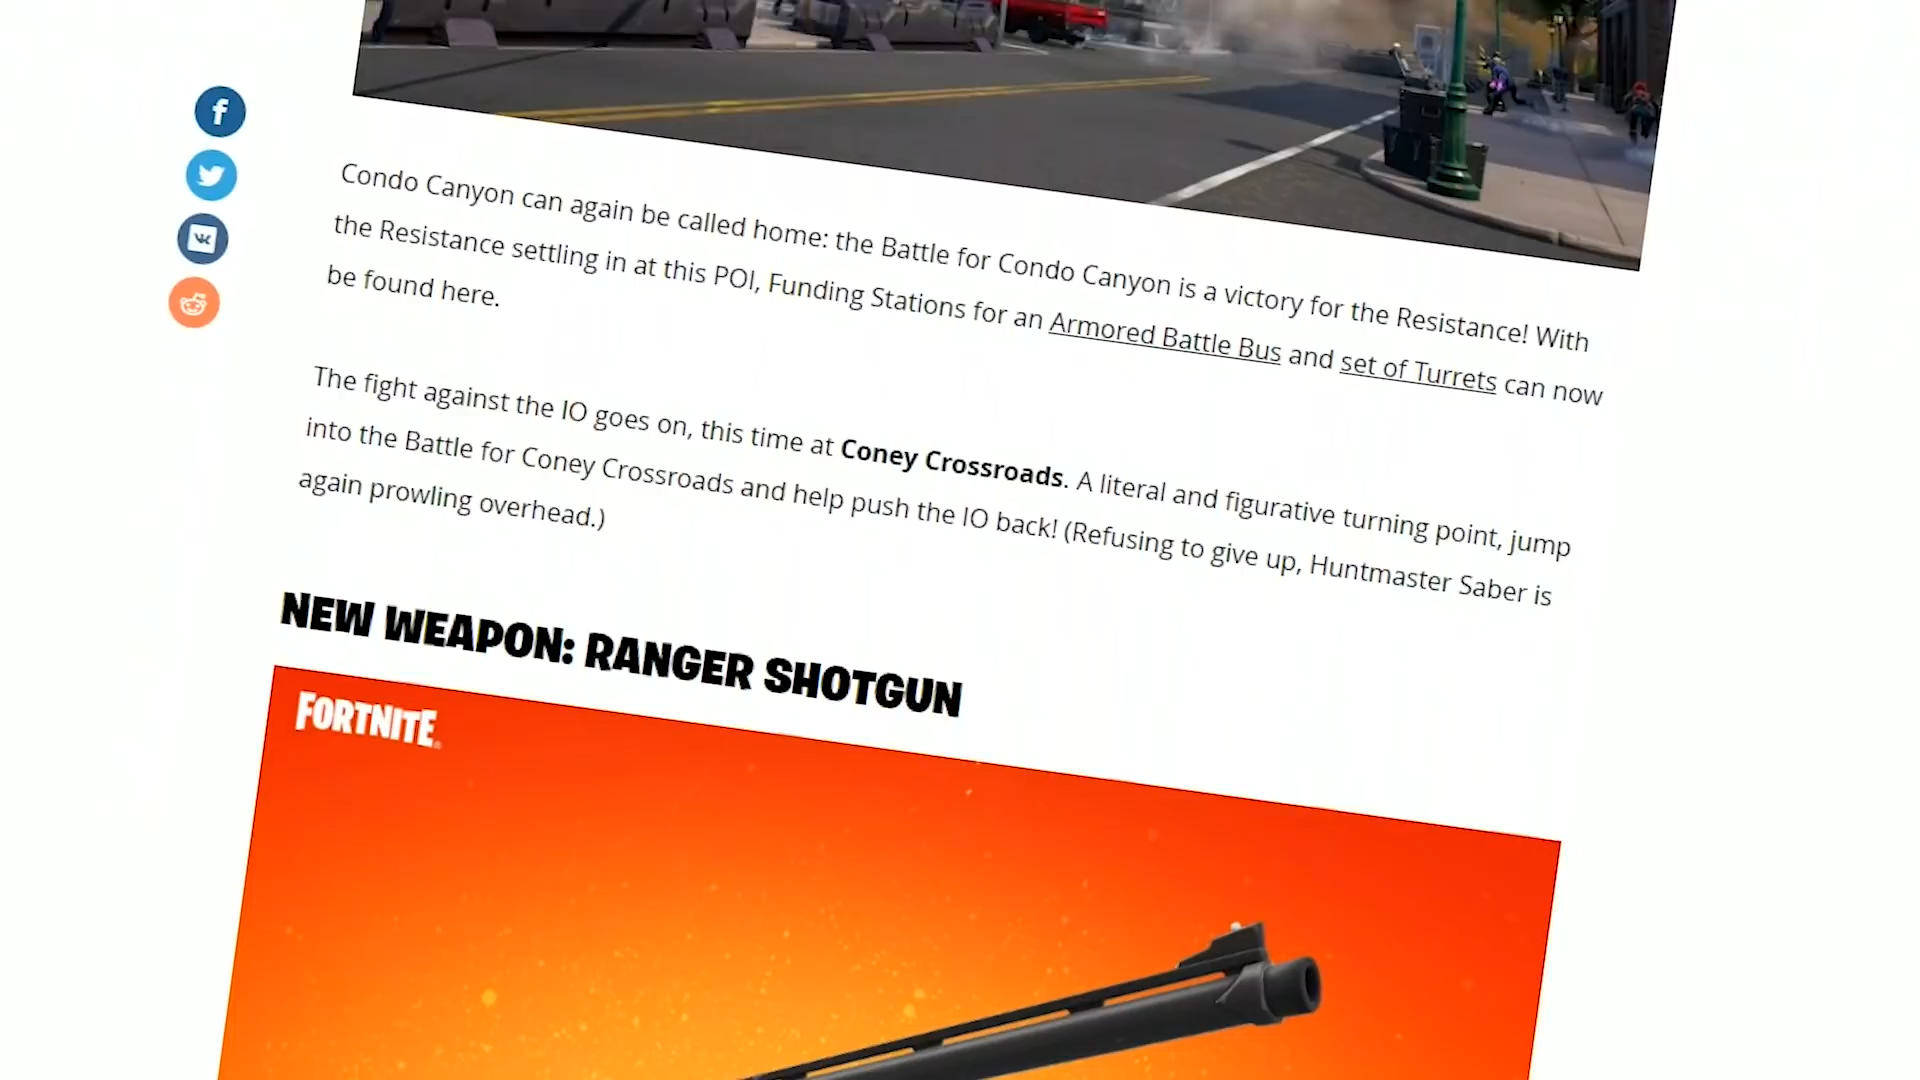 Condo Canyon can again be called home: the Battle for Condo Canyon is a victory for the Resistance! With
the Resistance settling in at this POI, Funding Stations for an Armored Battle Bus and set of Turrets can now
be found here.
The fight against the IO goes on, this time at Coney Crossroads. A literal and figurative turning point, jump
into the Battle for Coney Crossroads and help push the IO back! (Refusing to give up, Huntmaster Saber is
again prowling overhead.)
NEW WEAPON: RANGER SHOTGUN
FORTNITE